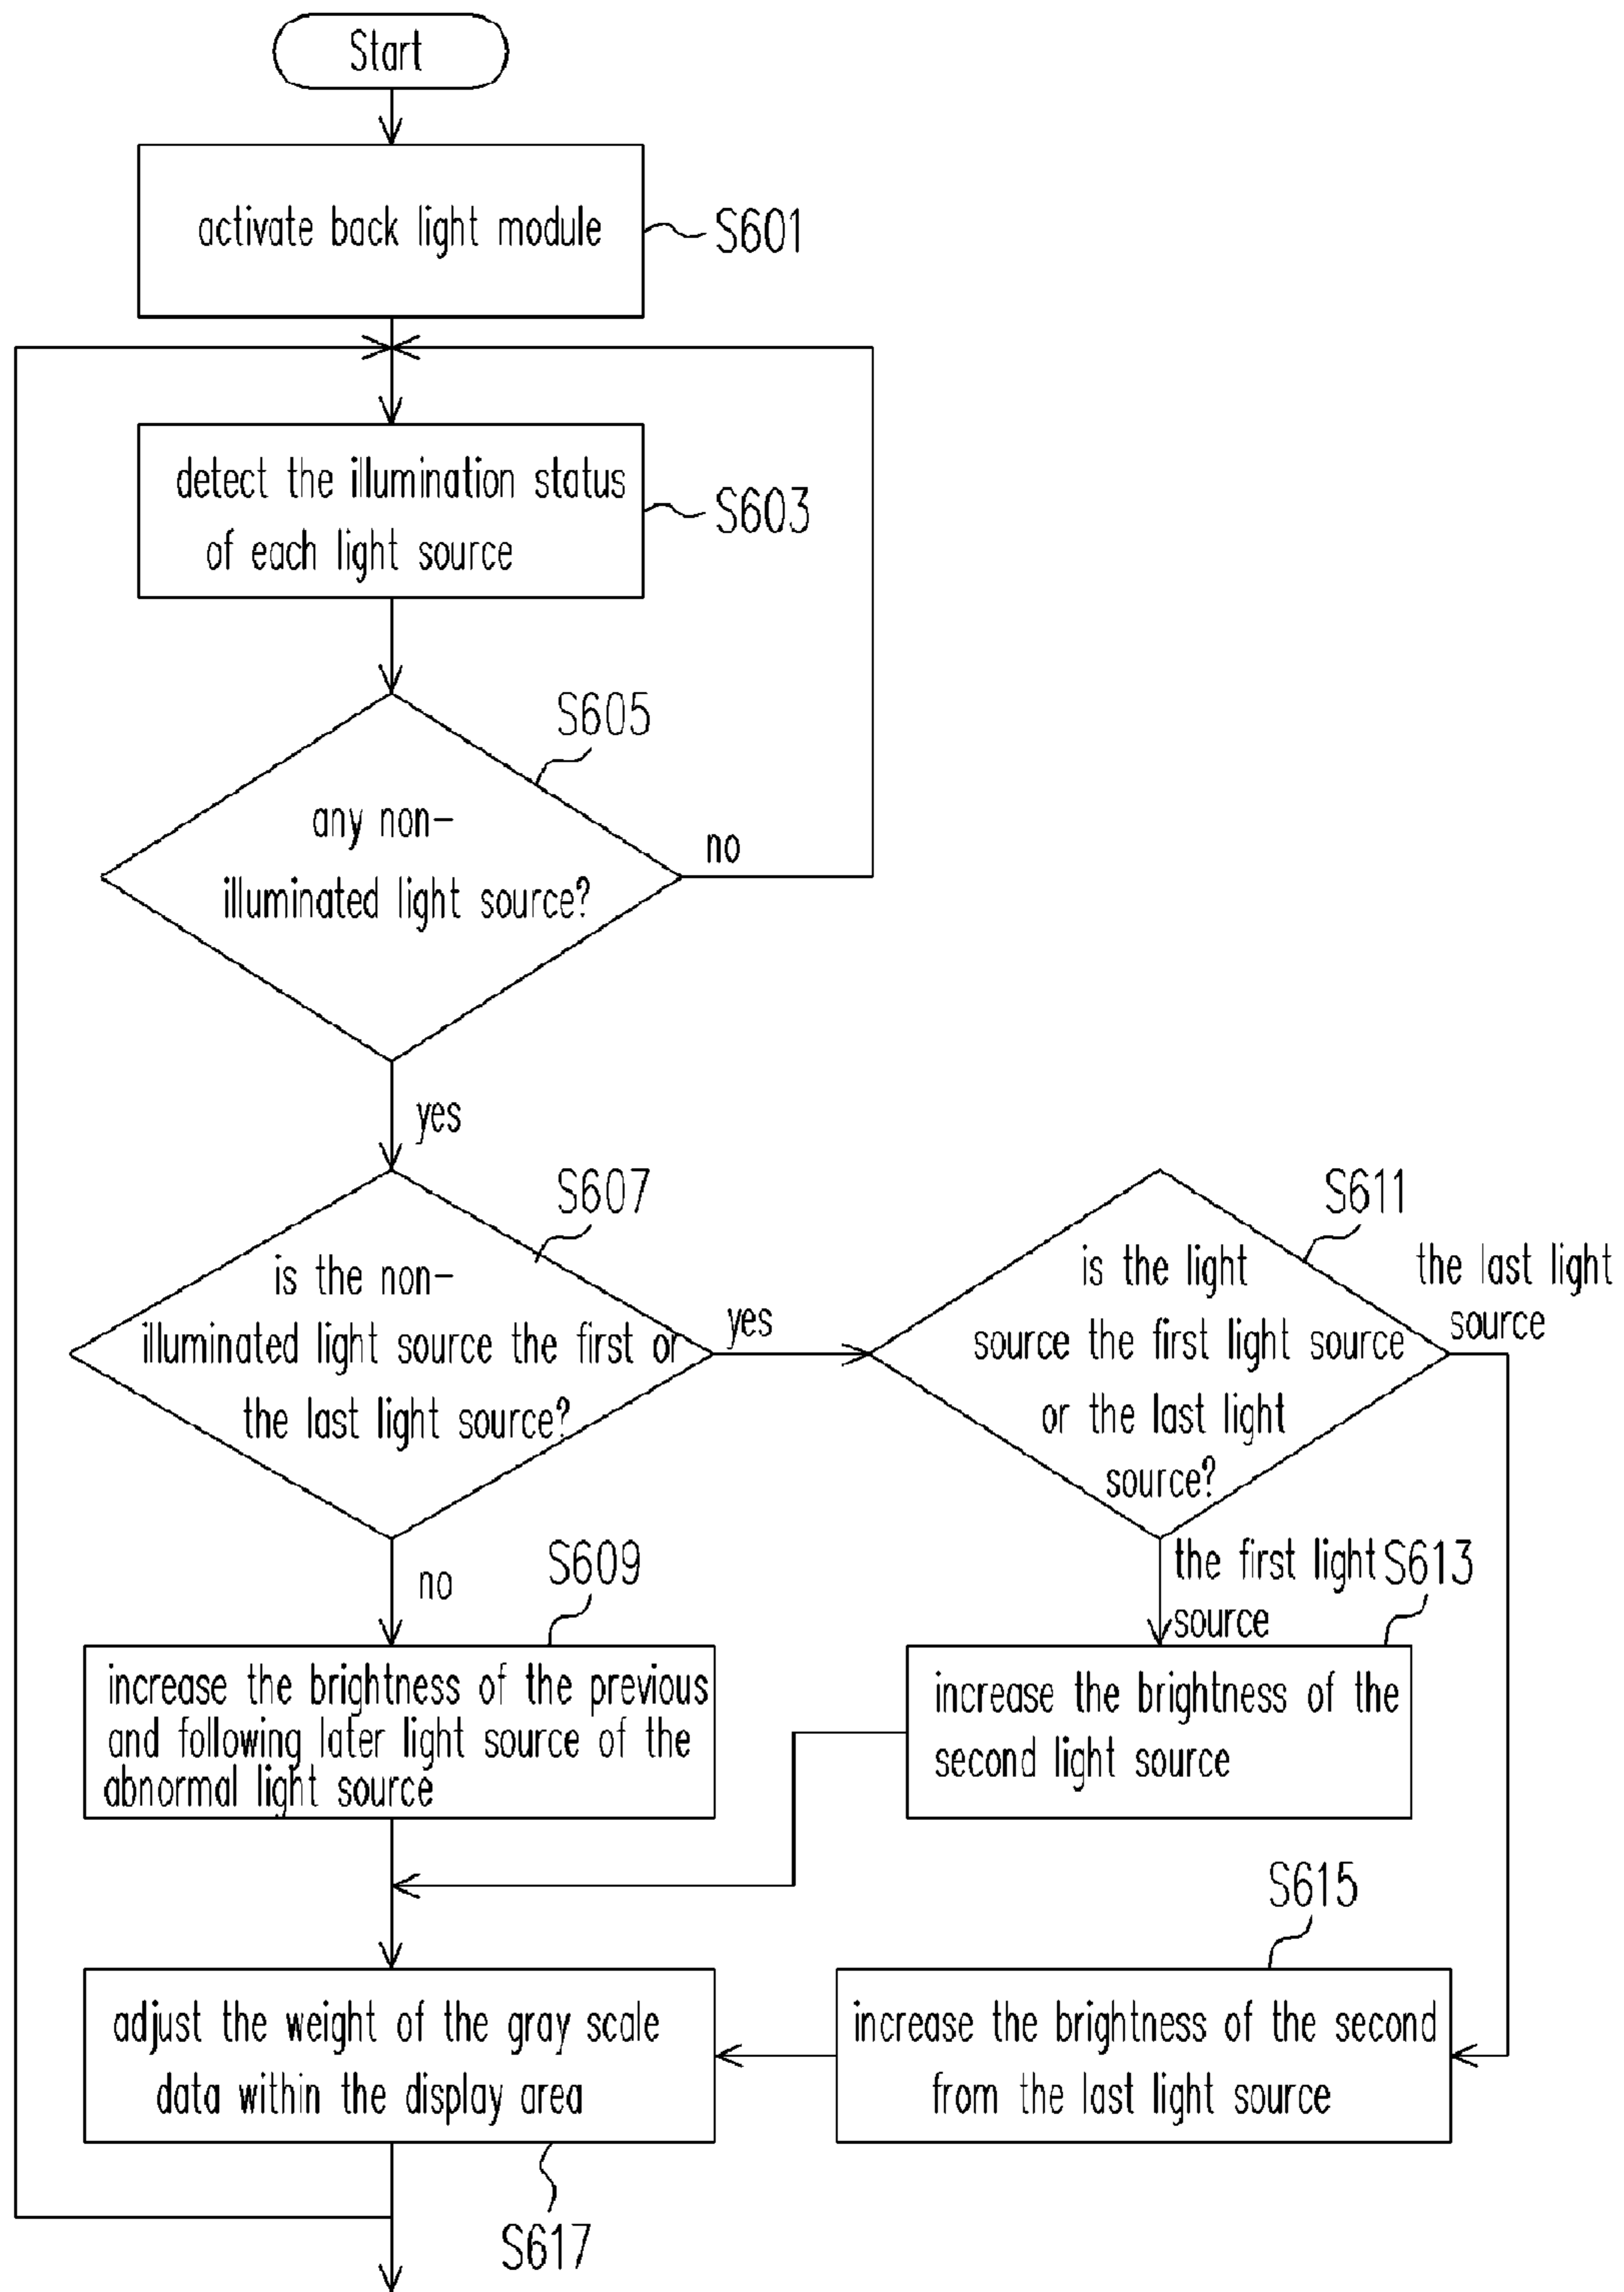 Start
activate back light module
S601
detect the illumination status
of each light source
S603
S605
any non-
illuminated light source?
no
yes
S607
is the non-
illuminated light source the first or
the last light source?
yes
S611
is the light
source the first light source
or the last light
source?
the last light
source
no
S609
the first light
source
S613
increase the brightness of the previous
and following later light source of the
abnormal light source
increase the brightness of the
second light source
S615
adjust the weight of the gray scale
data within the display area
increase the brightness of the second
from the last light source
S617